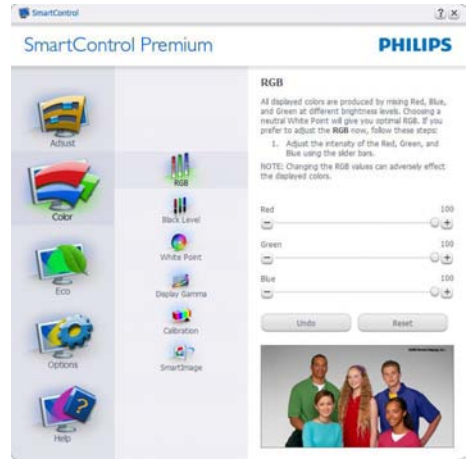 SmartControl
SmartControl Premium
PHILIPS
Adjust
Color
Eco
Options
Help
RGB
Black Level
White Point
Display Gamma
Calibration
SmartImage
RGB
All displayed colors are produced by mixing Red, Blue,
and Green at different brightness levels. Choosing a
neutral White Point will give you optimal RGB. If you
prefer to adjust the RGB now, follow these steps:
1. Adjust the intensity of the Red, Green, and
Blue using the slider bars.
NOTE: Changing the RGB values can adversely effect
the displayed colors.
Red 100
Green 100
Blue 100
Undo Reset